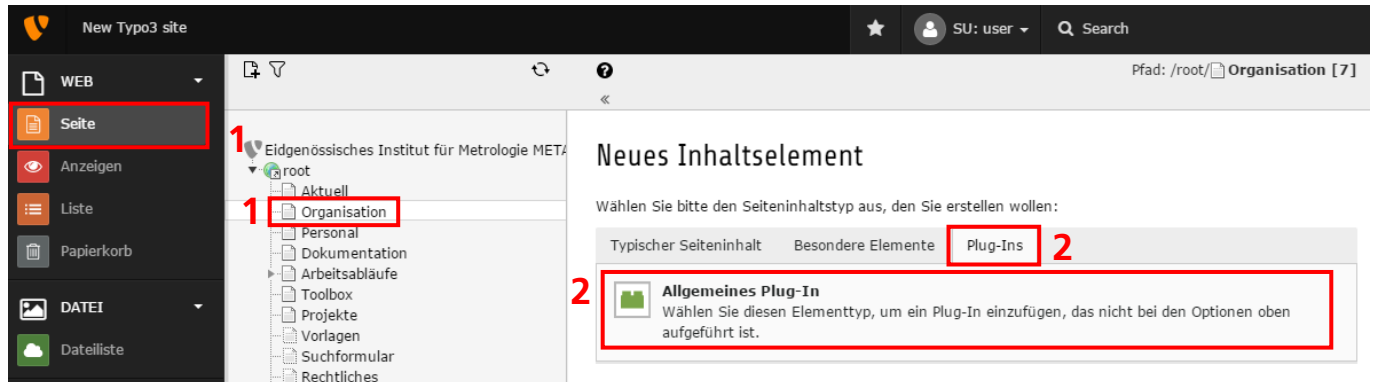 New Typo3 site
SU: user
Search
WEB
Pfad: /root/ Organisation [7]
Seite
1
Eidgenössisches Institut für Metrologie META
Neues Inhaltselement
Anzeigen
root
Aktuell
Liste
1
Organisation
Wählen Sie bitte den Seiteninhaltstyp aus, den Sie erstellen wollen:
Personal
Papierkorb
Dokumentation
Typischer Seiteninhalt Besondere Elemente Plug-Ins 2
Arbeitsabläufe
2
Allgemeines Plug-In
Wählen Sie diesen Elementtyp, um ein Plug-In einzufügen, das nicht bei den Optionen oben
aufgeführt ist.
DATEI
Toolbox
Projekte
Vorlagen
Dateiliste
Suchformular
Rechtliches